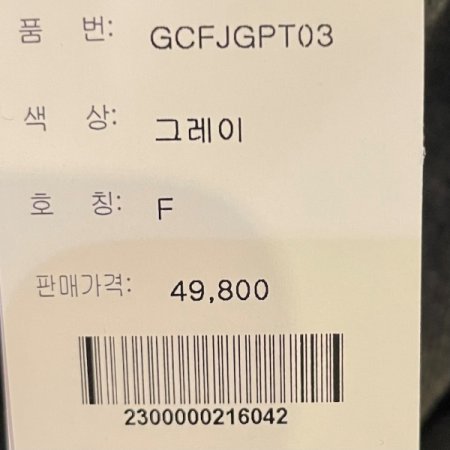 품 번: GCFJGPT03
색 상: 그레이
호 칭: F
판매가격: 49,800
2300000216042